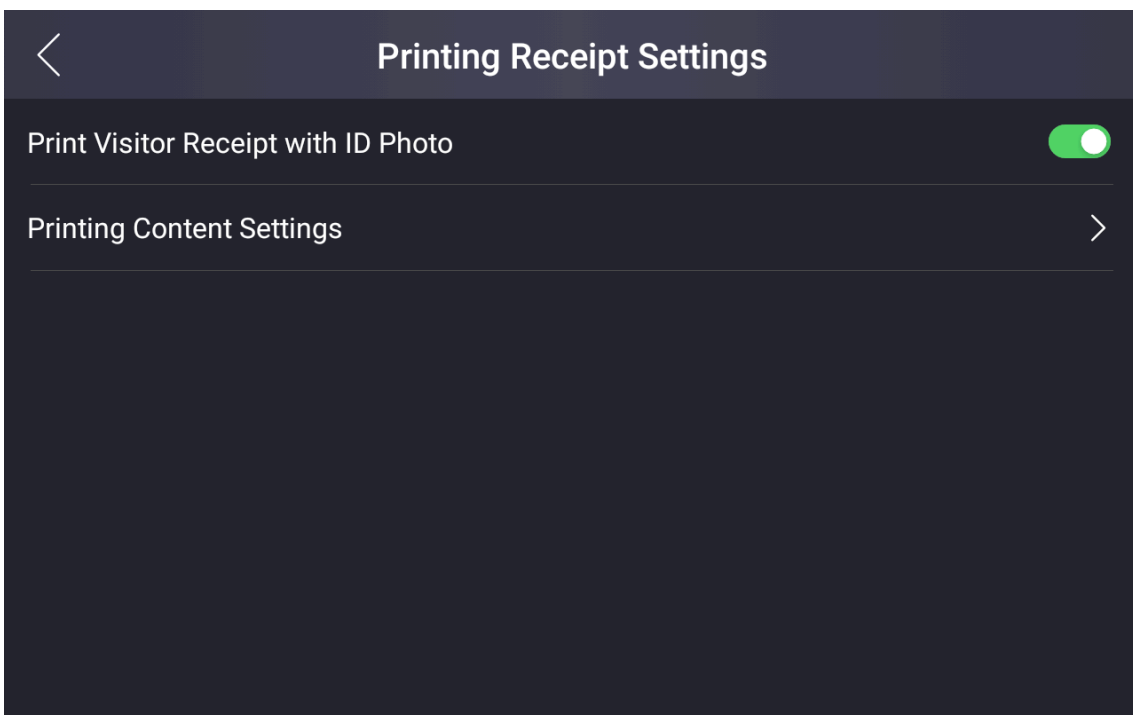 Printing Receipt Settings
Print Visitor Receipt with ID Photo
Printing Content Settings